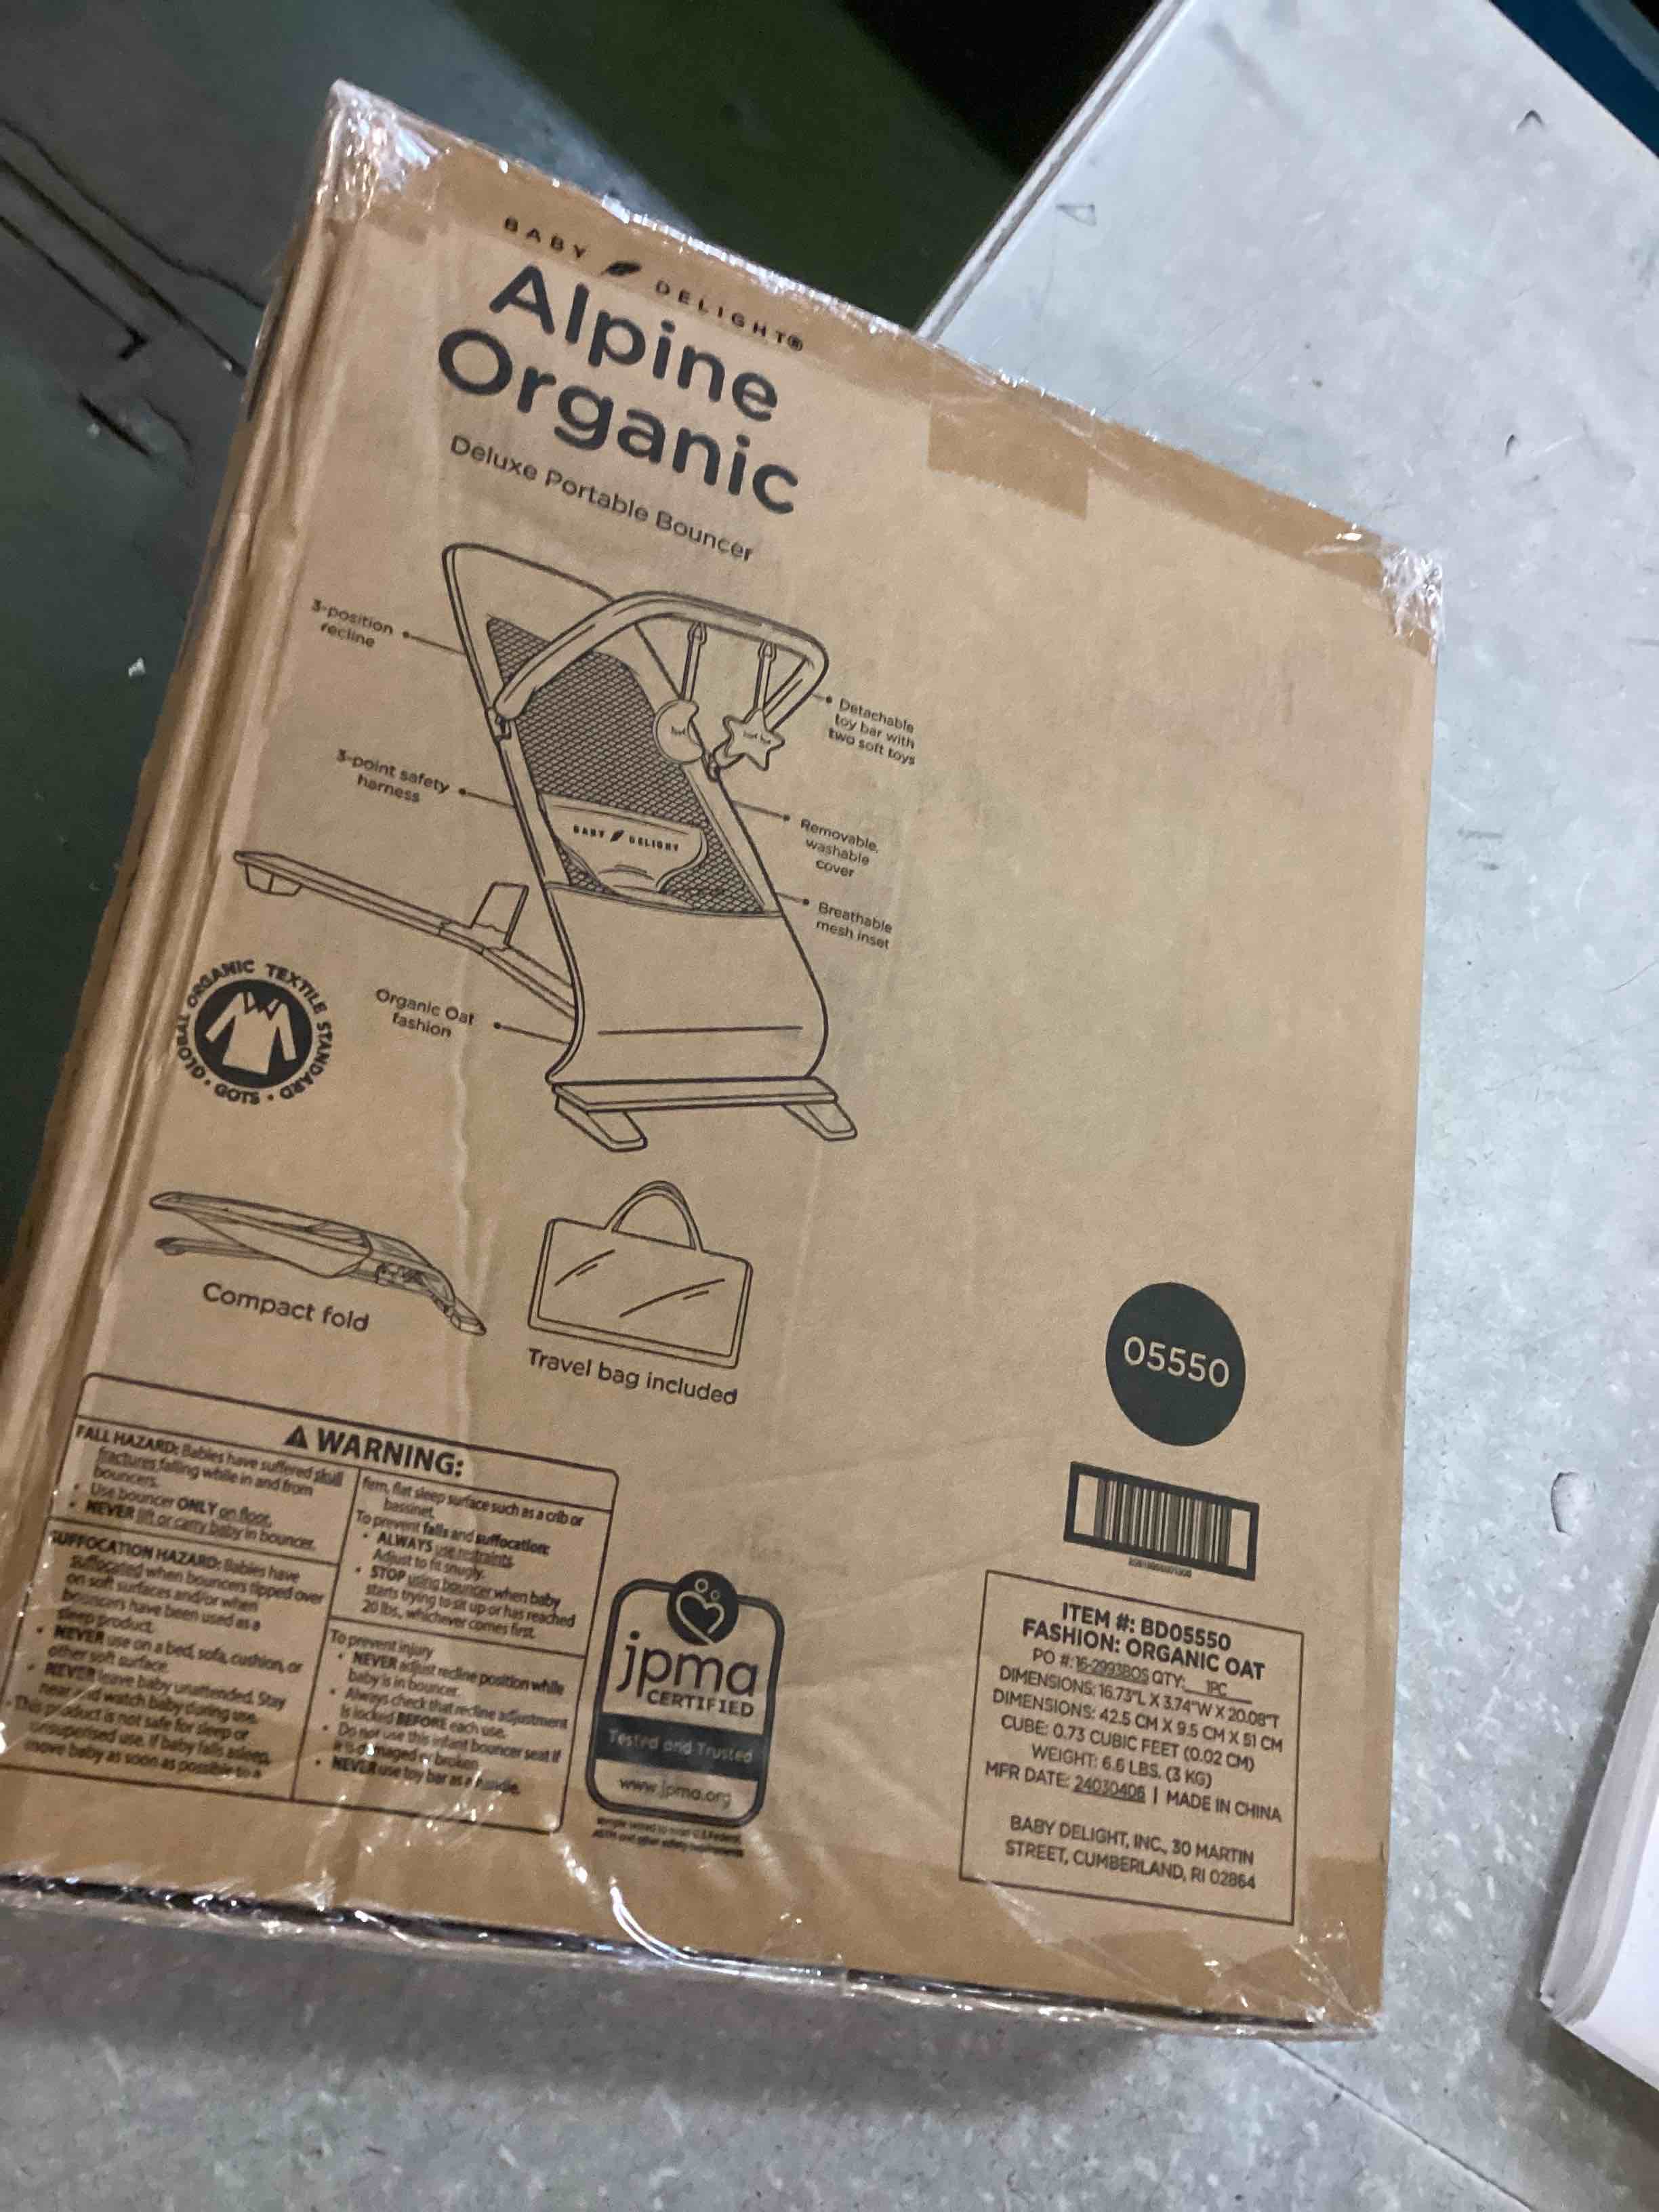 BABY DELIGHT®
Alpine
Organic
Deluxe Portable Bouncer
3-position
recline
Detachable
toy bar with
two soft toys
3-point safety
harness
Removable,
washable
cover
BABY DELIGHT
Breathable
mesh inset
Organic Oat
fashion
GLOBAL ORGANIC TEXTILE STANDARD • GOTS •
Compact fold
Travel bag included
05550
WARNING:
FALL HAZARD: Babies have suffered skull
fractures falling while in and from
bouncers.
• Use bouncer ONLY on floor.
• NEVER lift or carry baby in bouncer.
SUFFOCATION HAZARD: Babies have
suffocated when bouncers tipped over
on soft surfaces and/or when
bouncers have been used as a
sleep product.
• NEVER use on a bed, sofa, cushion, or
other soft surface.
• NEVER leave baby unattended. Stay
near and watch baby during use.
• This product is not safe for sleep or
unsupervised use. If baby falls asleep,
move baby as soon as possible to a
firm, flat sleep surface such as a crib or
bassinet.
To prevent falls and suffocation:
• ALWAYS use restraints.
Adjust to fit snugly.
• STOP using bouncer when baby
starts trying to sit up or has reached
20 lbs., whichever comes first.
To prevent injury
• NEVER adjust recline position while
baby is in bouncer.
• Always check that recline adjustment
is locked BEFORE each use.
• Do not use this infant bouncer seat if
it is damaged or broken.
• NEVER use toy bar as a handle.
jpma
CERTIFIED
Tested and Trusted
www.jpma.org
ITEM #: BD05550
FASHION: ORGANIC OAT
PO #: 16-29938OS QTY: 1PC
DIMENSIONS: 16.73"L X 3.74"W X 20.08"T
DIMENSIONS: 42.5 CM X 9.5 CM X 51 CM
CUBE: 0.73 CUBIC FEET (0.02 CM)
WEIGHT: 6.6 LBS. (3 KG)
MFR DATE: 24030406 | MADE IN CHINA
BABY DELIGHT, INC., 30 MARTIN
STREET, CUMBERLAND, RI 02864